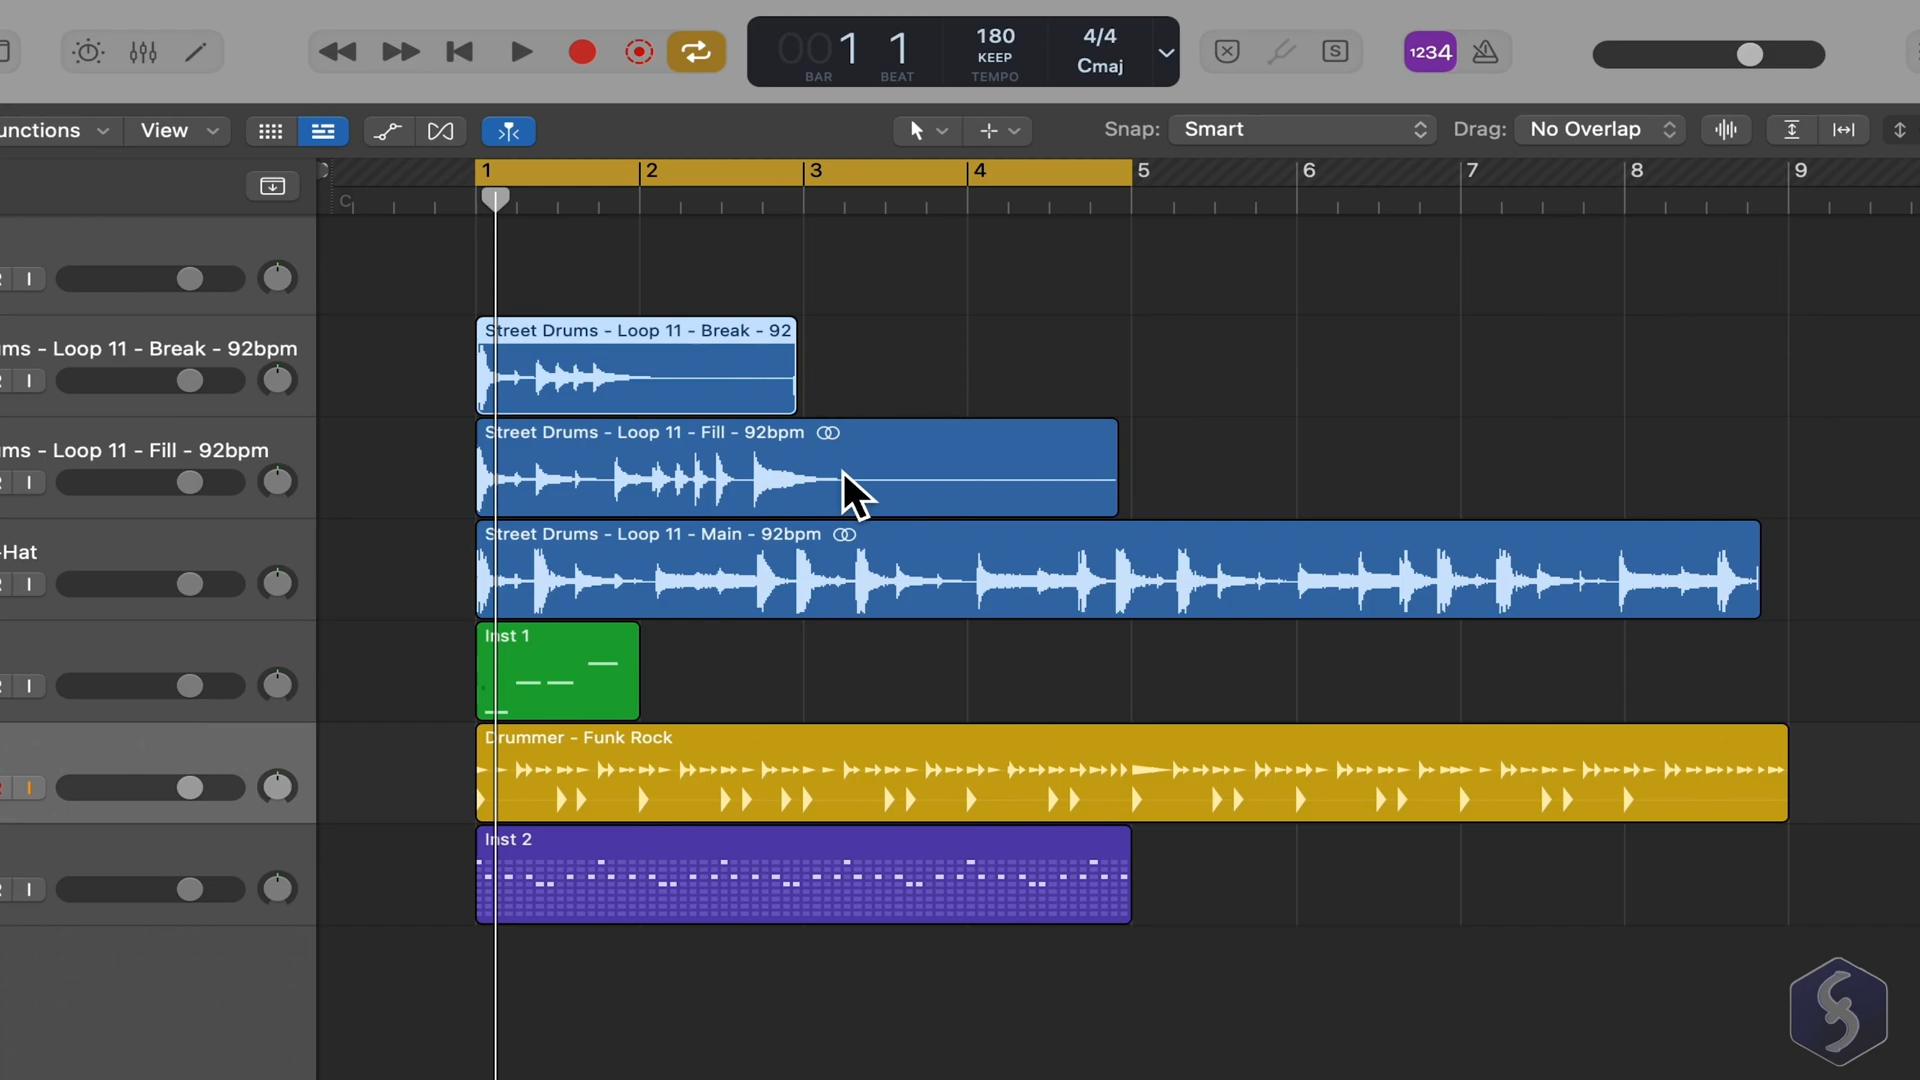 00 1 1 180 4/4
KEEP Cmaj
BAR BEAT TEMPO
S
1234
unctions View Snap: Smart Drag: No Overlap
1 2 3 4 5 6 7 8 9
C
I
Street Drums - Loop 11 - Break - 92
ms - Loop 11 - Break - 92bpm
I
Street Drums - Loop 11 - Fill - 92bpm
ms - Loop 11 - Fill - 92bpm
I
Street Drums - Loop 11 - Main - 92bpm
-Hat
I
Inst 1
I
Drummer - Funk Rock
I
Inst 2
I